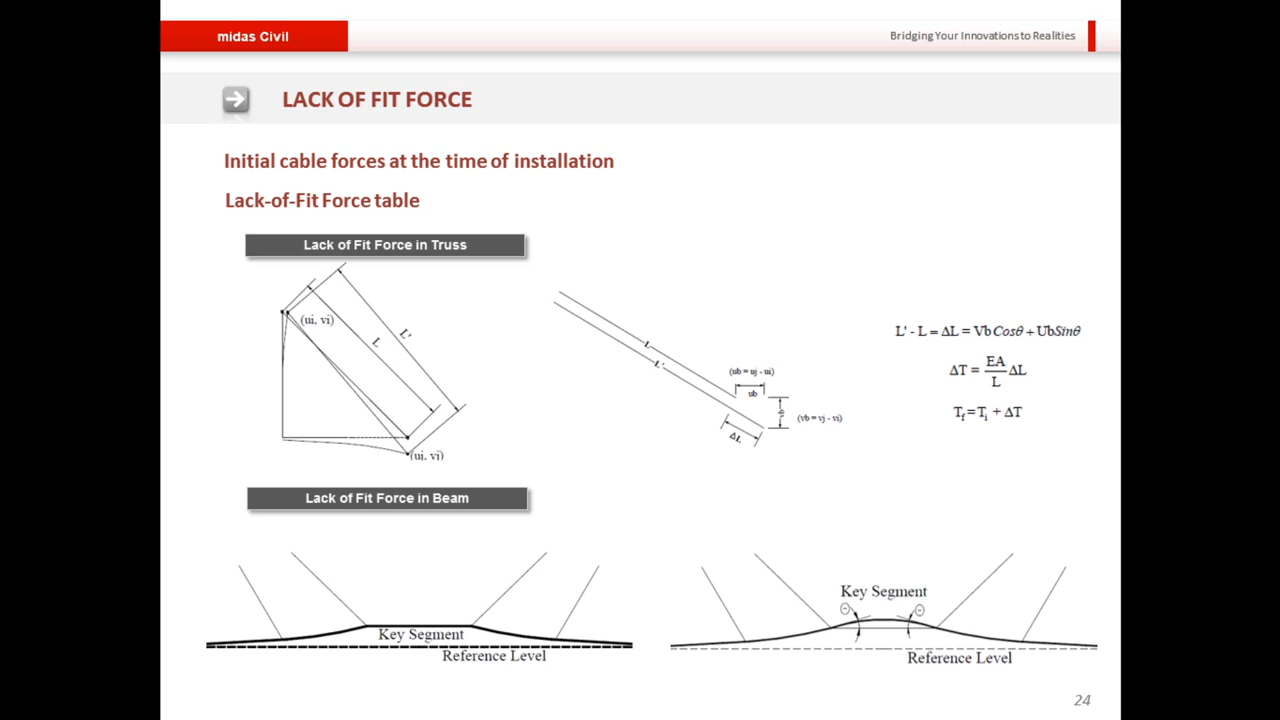 midas Civil
Bridging Your Innovations to Realities
LACK OF FIT FORCE
Initial cable forces at the time of installation
Lack-of-Fit Force table
Lack of Fit Force in Truss
(ui, vi)
L
L'
(uj, vj)
L
L'
(ub = uj - ui)
ub
vb
(vb = vj - vi)
ΔL
L' - L = ΔL = VbCosθ + UbSinθ
ΔT = EA/L ΔL
Tf = Ti + ΔT
Lack of Fit Force in Beam
Key Segment
Reference Level
Key Segment
Reference Level
24